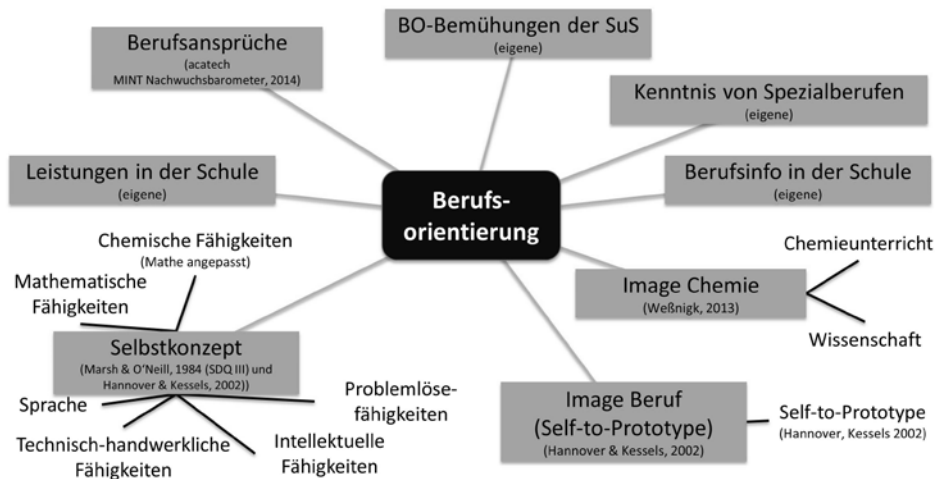 Berufsansprüche
(acatech
MINT Nachwuchsbarometer, 2014)
BO-Bemühungen der SuS
(eigene)
Kenntnis von Spezialberufen
(eigene)
Leistungen in der Schule
(eigene)
Berufs-
orientierung
Berufsinfo in der Schule
(eigene)
Chemische Fähigkeiten
(Mathe angepasst)
Mathematische
Fähigkeiten
Selbstkonzept
(Marsh & O'Neill, 1984 (SDQ III) und
Hannover & Kessels, 2002))
Sprache
Technisch-handwerkliche
Fähigkeiten
Intellektuelle
Fähigkeiten
Problemlöse-
fähigkeiten
Image Chemie
(Weßnigk, 2013)
Chemieunterricht
Wissenschaft
Image Beruf
(Self-to-Prototype)
(Hannover & Kessels, 2002)
Self-to-Prototype
(Hannover, Kessels 2002)